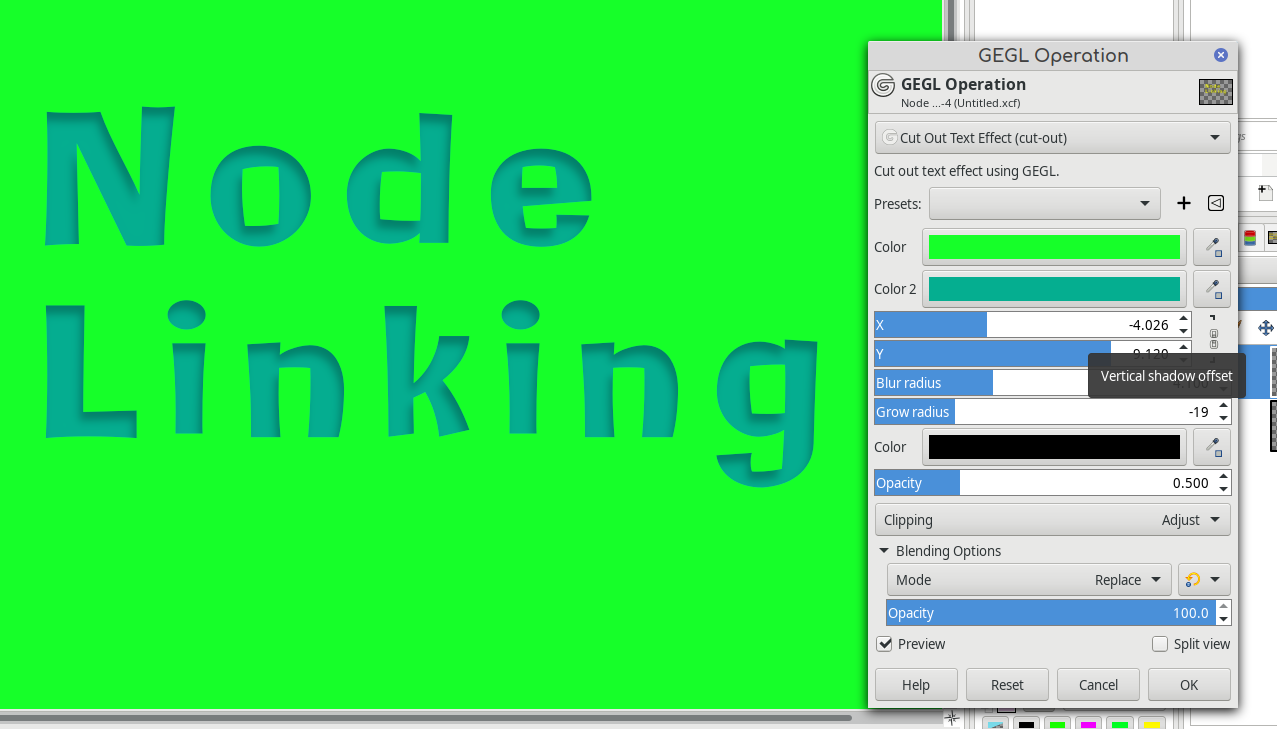 Node
Linking
GEGL Operation
GEGL Operation
Node ...-4 (Untitled.xcf)
Cut Out Text Effect (cut-out)
Cut out text effect using GEGL.
Presets:
Color
Color 2
X -4.026
Y 9.120
Vertical shadow offset
Blur radius
Grow radius -19
Color
Opacity 0.500
Clipping Adjust
Blending Options
Mode Replace
Opacity 100.0
Preview Split view
Help Reset Cancel OK